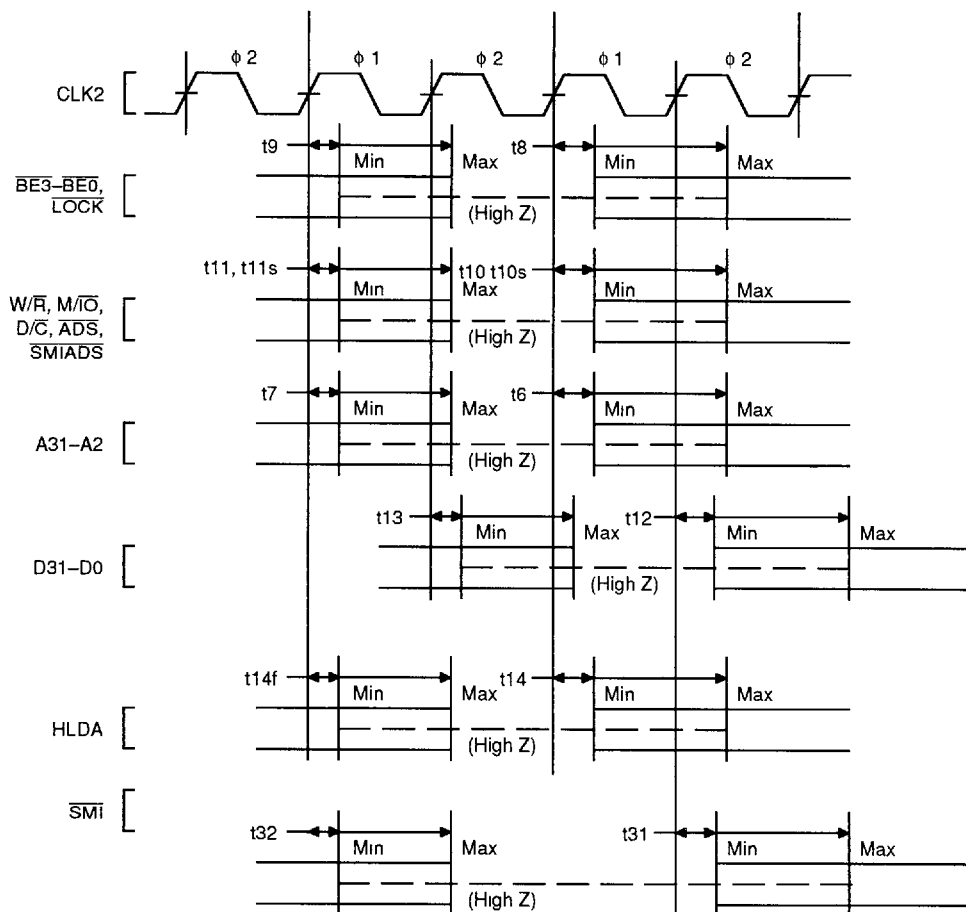 ϕ 2 ϕ 1 ϕ 2 ϕ 1 ϕ 2
CLK2
t9 Min Max t8 Min Max
BE3–BE0,
LOCK
(High Z)
t11, t11s Min Max t10 t10s Min Max
W/R, M/IO,
D/C, ADS,
SMIADS
(High Z)
t7 Min Max t6 Min Max
A31–A2
(High Z)
t13 Min Max t12 Min Max
D31–D0
(High Z)
t14f Min Max t14 Min Max
HLDA
(High Z)
SMI
t32 Min Max t31 Min Max
(High Z)